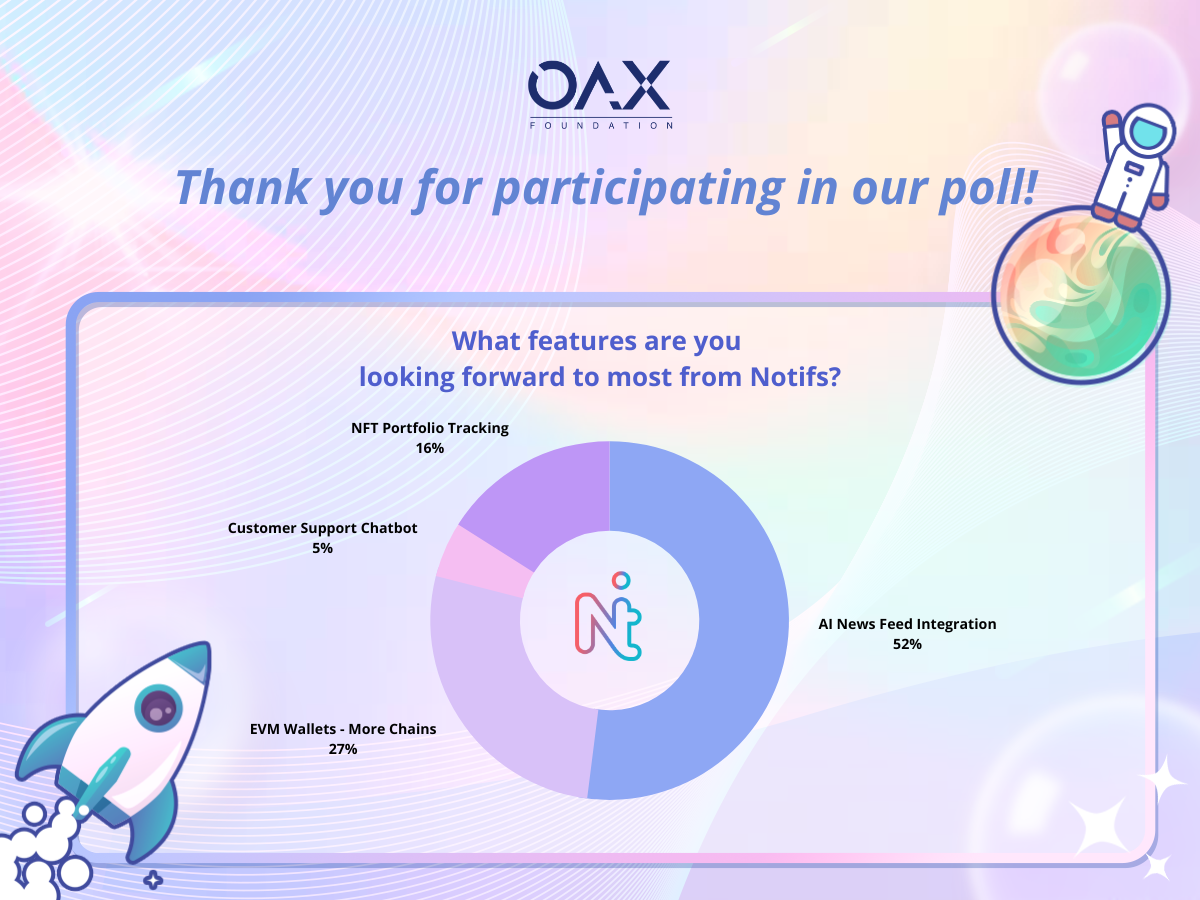 OAX
FOUNDATION
Thank you for participating in our poll!
What features are you
looking forward to most from Notifs?
NFT Portfolio Tracking
16%
Customer Support Chatbot
5%
AI News Feed Integration
52%
EVM Wallets - More Chains
27%